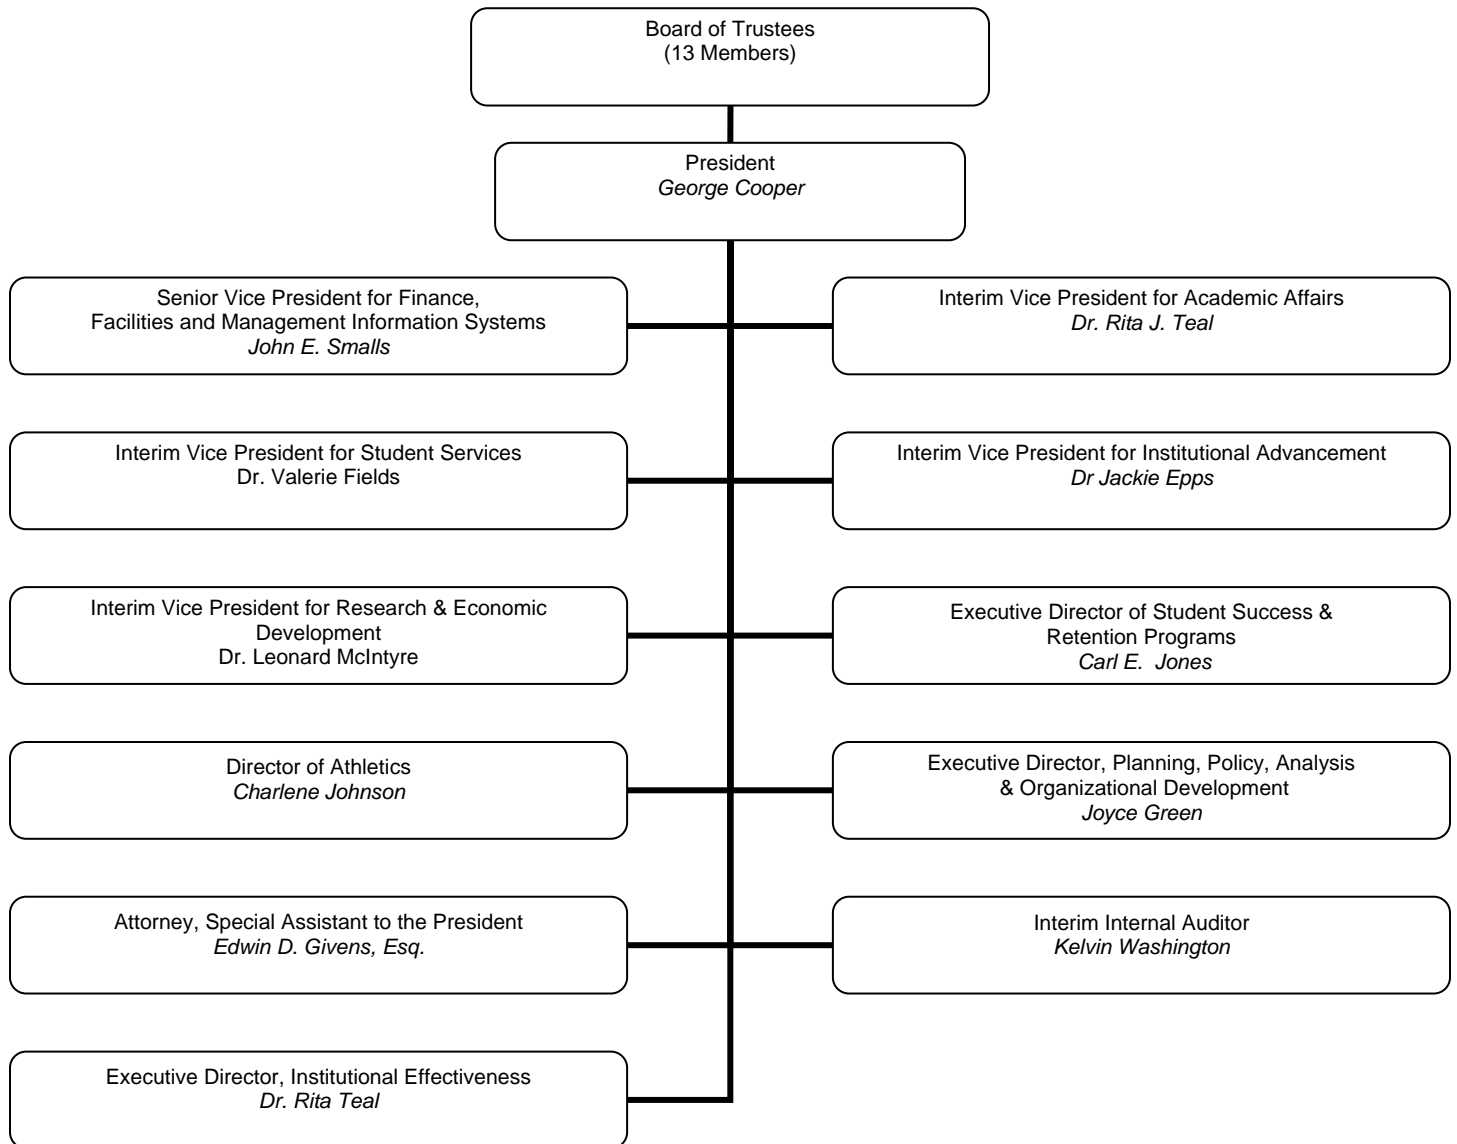 Board of Trustees
(13 Members)
President
George Cooper
Senior Vice President for Finance,
Facilities and Management Information Systems
John E. Smalls
Interim Vice President for Academic Affairs
Dr. Rita J. Teal
Interim Vice President for Student Services
Dr. Valerie Fields
Interim Vice President for Institutional Advancement
Dr Jackie Epps
Interim Vice President for Research & Economic
Development
Dr. Leonard McIntyre
Executive Director of Student Success &
Retention Programs
Carl E.  Jones
Director of Athletics
Charlene Johnson
Executive Director, Planning, Policy, Analysis
& Organizational Development
Joyce Green
Attorney, Special Assistant to the President
Edwin D. Givens, Esq.
Interim Internal Auditor
Kelvin Washington
Executive Director, Institutional Effectiveness
Dr. Rita Teal